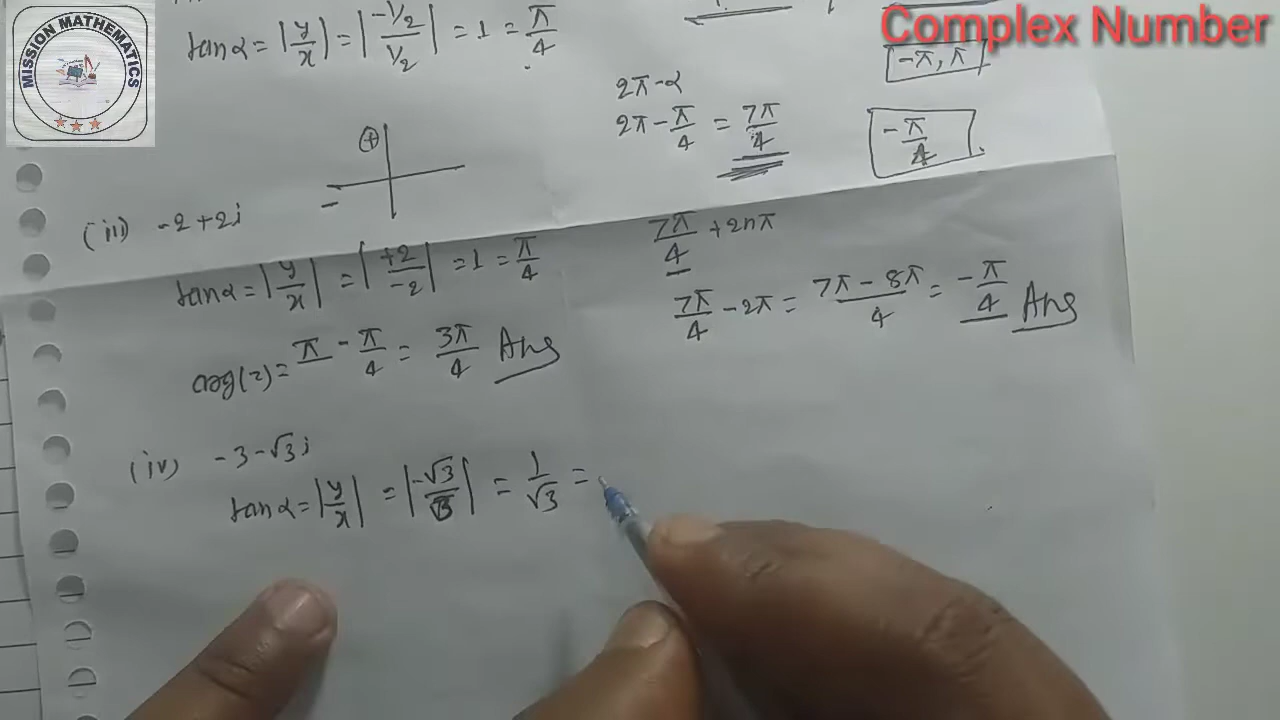 MISSION MATHEMATICS
Complex Number
tan α = |y/x| = |-1/2 / 1/2| = 1 = π/4
-π, π
2π-α
2π - π/4 = 7π/4
-π/4
+
-
(iii) -2+2i
tan α = |y/x| = |+2/-2| = 1 = π/4
arg(z) = π - π/4 = 3π/4 Ans
7π/4 + 2nπ
7π/4 - 2π = 7π - 8π/4 = -π/4 Ans
(iv) -3-√3i
tan α = |y/x| = |-√3/ | = 1/√3 =